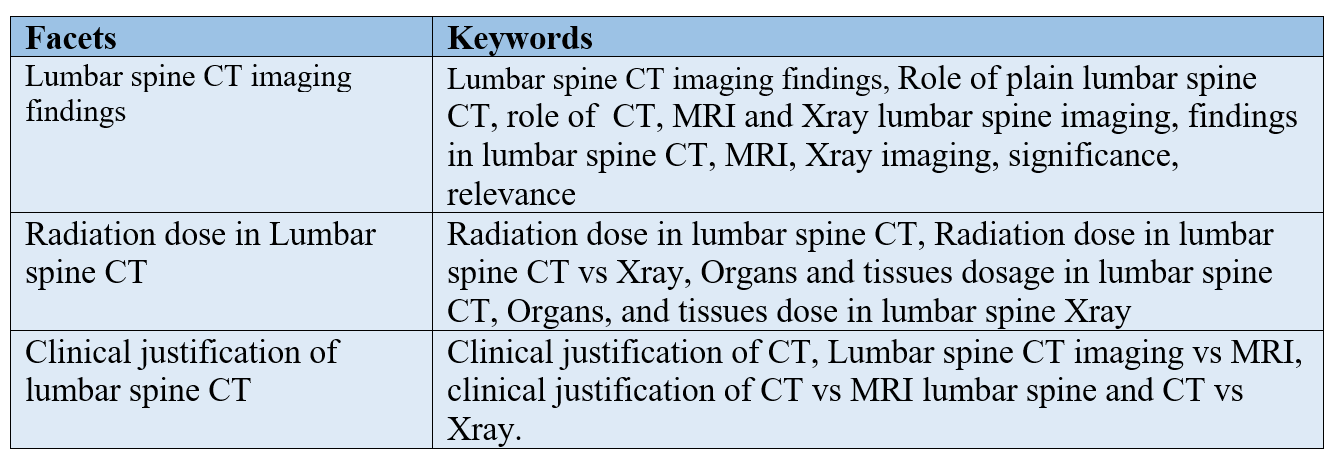 Facets
Keywords
Lumbar spine CT imaging
findings
Lumbar spine CT imaging findings, Role of plain lumbar spine
CT, role of  CT, MRI and Xray lumbar spine imaging, findings
in lumbar spine CT, MRI, Xray imaging, significance,
relevance
Radiation dose in Lumbar
spine CT
Radiation dose in lumbar spine CT, Radiation dose in lumbar
spine CT vs Xray, Organs and tissues dosage in lumbar spine
CT, Organs, and tissues dose in lumbar spine Xray
Clinical justification of
lumbar spine CT
Clinical justification of CT, Lumbar spine CT imaging vs MRI,
clinical justification of CT vs MRI lumbar spine and CT vs
Xray.